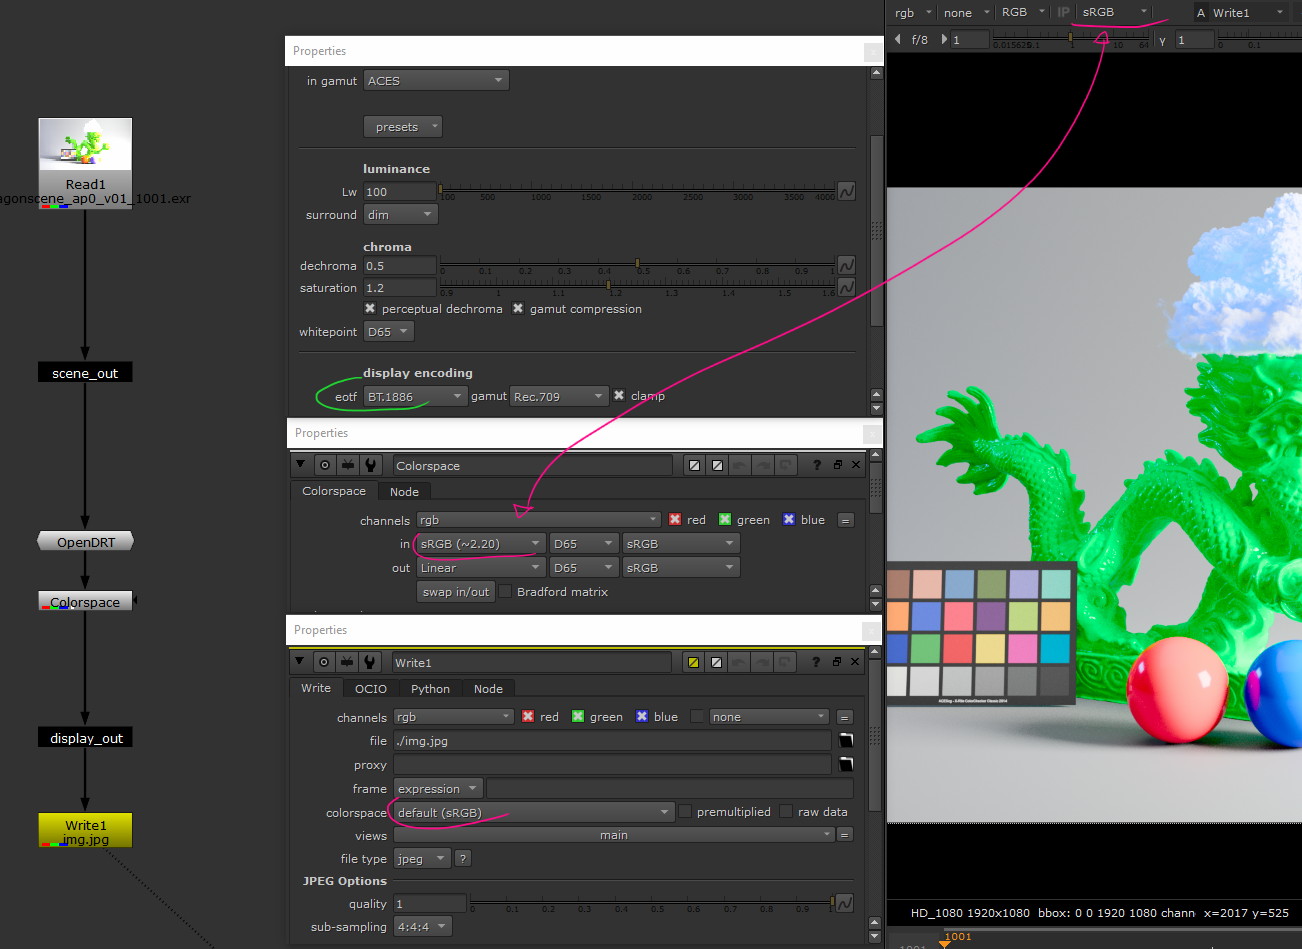 rgb none RGB IP sRGB A Write1
f/8 1 0.015625 0.1 1 10 64 γ 1 0 0.1
Properties
in gamut ACES
presets
luminance
Lw 100 100 500 1000 1500 2000 2500 3000 3500 4000
surround dim
chroma
dechroma 0.5 0 0.1 0.2 0.3 0.4 0.5 0.6 0.7 0.8 0.9 1
saturation 1.2 0.9 1 1.1 1.2 1.3 1.4 1.5 1.6
perceptual dechroma gamut compression
whitepoint D65
display encoding
eotf BT.1886 gamut Rec.709 clamp
Properties
Colorspace
Colorspace Node
channels rgb red green blue =
in sRGB (~2.20) D65 sRGB
out Linear D65 sRGB
swap in/out Bradford matrix
Properties
Write1
Write OCIO Python Node
channels rgb red green blue none =
file ./img.jpg
proxy
frame expression
colorspace default (sRGB) premultiplied raw data
views main =
file type jpeg ?
JPEG Options
quality 1 0 0.1 0.2 0.3 0.4 0.5 0.6 0.7 0.8 0.9 1
sub-sampling 4:4:4
Read1
agonscene_ap0_v01_1001.exr
scene_out
OpenDRT
Colorspace
display_out
Write1
img.jpg
HD_1080 1920x1080 bbox: 0 0 1920 1080 chann x=2017 y=525
1001
1001